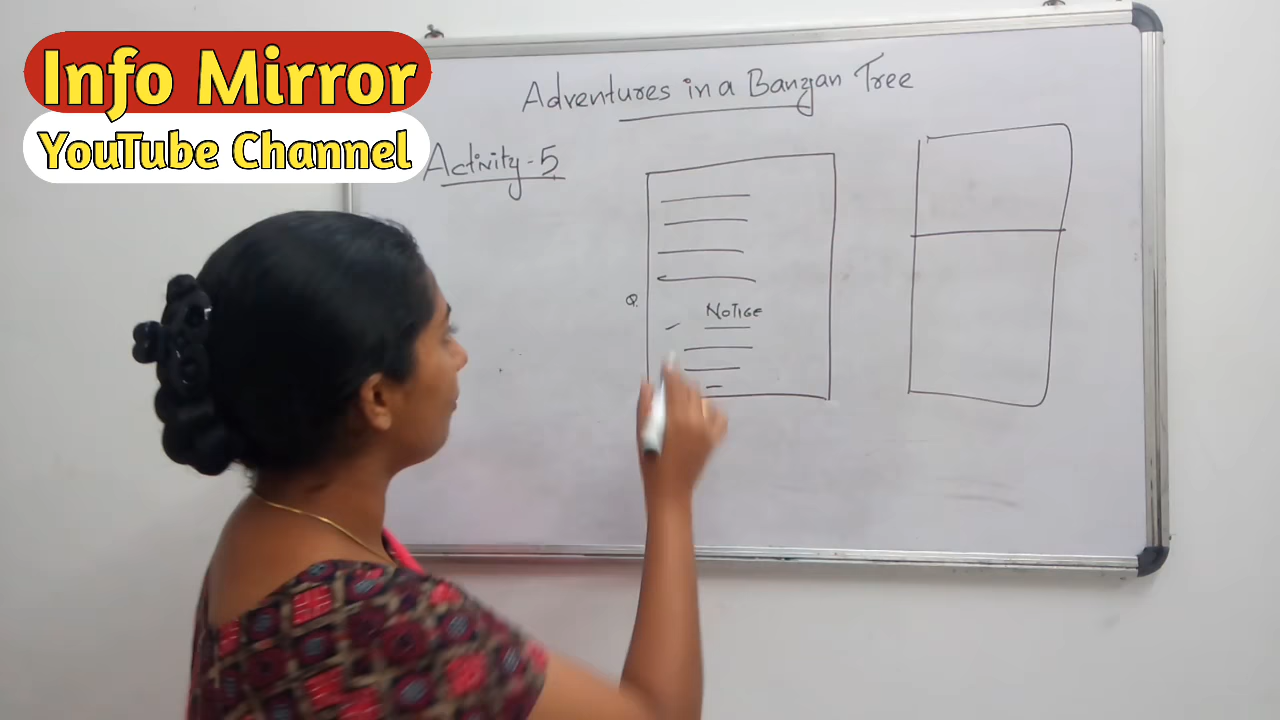 Info Mirror
YouTube Channel
Adventures in a Banyan Tree
Activity-5
Q.
NOTICE